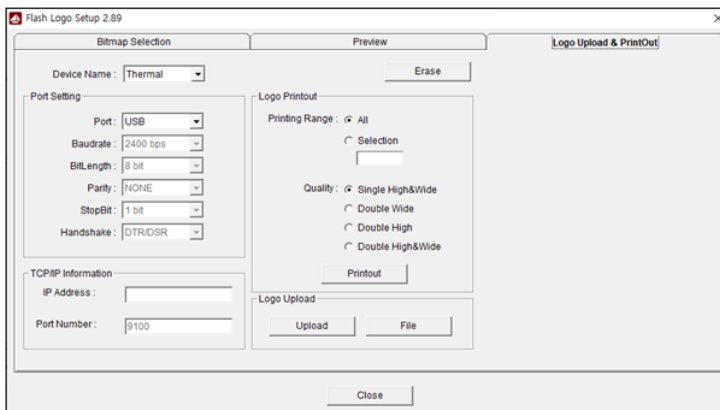 Flash Logo Setup 2.89
Bitmap Selection
Preview
Logo Upload & PrintOut
Device Name : Thermal
Erase
Port Setting
Port : USB
Baudrate : 2400 bps
BitLength : 8 bit
Parity : NONE
StopBit : 1 bit
Handshake : DTR/DSR
Logo Printout
Printing Range : All
Selection
Quality : Single High&Wide
Double Wide
Double High
Double High&Wide
Printout
TCP/IP Information
IP Address :
Port Number : 9100
Logo Upload
Upload
File
Close